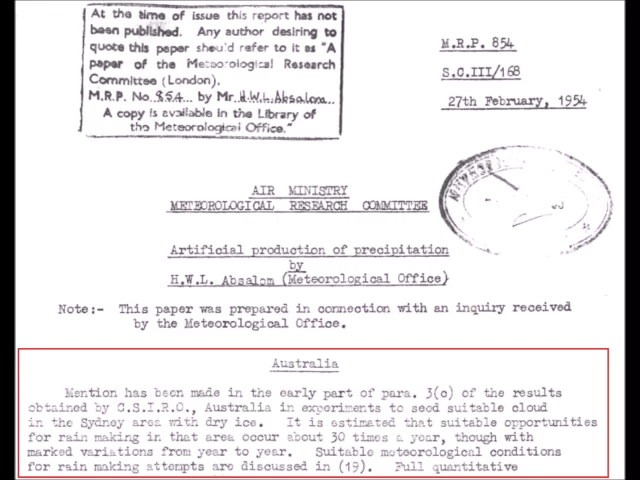 At the time of issue this report has not
been published. Any author desiring to
quote this paper should refer to it as "A
paper of the Meteorological Research
Committee (London),
M.R.P. No. 854... by Mr H.W.L. Absalom...
A copy is available in the Library of
the Meteorological Office."
M.R.P. 854
S.C.III/168
27th February, 1954
AIR MINISTRY
METEOROLOGICAL RESEARCH COMMITTEE
Artificial production of precipitation
by
H.W.L. Absalom (Meteorological Office)
Note:- This paper was prepared in connection with an inquiry received
by the Meteorological Office.
Australia
Mention has been made in the early part of para. 3(c) of the results
obtained by C.S.I.R.O., Australia in experiments to seed suitable cloud
in the Sydney area with dry ice. It is estimated that suitable opportunities
for rain making in that area occur about 30 times a year, though with
marked variations from year to year. Suitable meteorological conditions
for rain making attempts are discussed in (19). Full quantitative